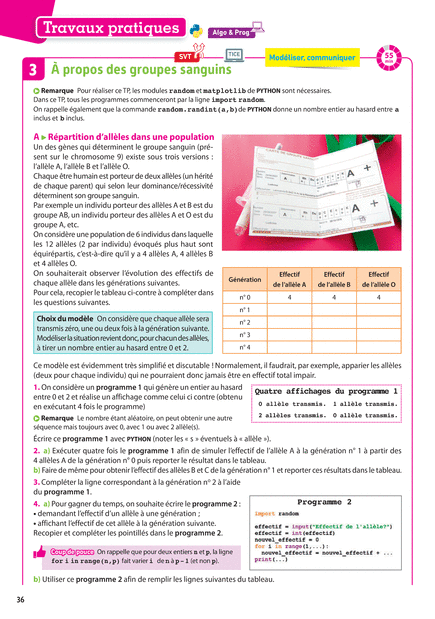 Travaux pratiques
Algo & Prog
SVT
TICE
Modéliser, communiquer
55
min
3 À propos des groupes sanguins
Remarque Pour réaliser ce TP, les modules random et matplotlib de PYTHON sont nécessaires.
Dans ce TP, tous les programmes commenceront par la ligne import random.
On rappelle également que la commande random.randint(a,b) de PYTHON donne un nombre entier au hasard entre a
inclus et b inclus.
A ▸ Répartition d'allèles dans une population
Un des gènes qui déterminent le groupe sanguin (pré-
sent sur le chromosome 9) existe sous trois versions :
l'allèle A, l'allèle B et l'allèle O.
Chaque être humain est porteur de deux allèles (un hérité
de chaque parent) qui selon leur dominance/récessivité
déterminent son groupe sanguin.
Par exemple un individu porteur des allèles A et B est du
groupe AB, un individu porteur des allèles A et O est du
groupe A, etc.
On considère une population de 6 individus dans laquelle
les 12 allèles (2 par individu) évoqués plus haut sont
équirépartis, c'est-à-dire qu'il y a 4 allèles A, 4 allèles B
et 4 allèles O.
On souhaiterait observer l'évolution des effectifs de
chaque allèle dans les générations suivantes.
Pour cela, recopier le tableau ci-contre à compléter dans
les questions suivantes.
Génération Effectif de l'allèle A Effectif de l'allèle B Effectif de l'allèle O
n° 0 4 4 4
n° 1
n° 2
n° 3
n° 4
Choix du modèle On considère que chaque allèle sera
transmis zéro, une ou deux fois à la génération suivante.
Modéliser la situation revient donc, pour chacun des allèles,
à tirer un nombre entier au hasard entre 0 et 2.
Ce modèle est évidemment très simplifié et discutable ! Normalement, il faudrait, par exemple, apparier les allèles
(deux pour chaque individu) qui ne pourraient donc jamais être en effectif total impair.
1. On considère un programme 1 qui génère un entier au hasard
entre 0 et 2 et réalise un affichage comme celui ci contre (obtenu
en exécutant 4 fois le programme)
Quatre affichages du programme 1
0 allèle transmis. 1 allèle transmis.
2 allèles transmis. 0 allèle transmis.
Remarque Le nombre étant aléatoire, on peut obtenir une autre
séquence mais toujours avec 0, avec 1 ou avec 2 allèle(s).
Écrire ce programme 1 avec PYTHON (noter les « s » éventuels à « allèle »).
2. a) Exécuter quatre fois le programme 1 afin de simuler l'effectif de l'allèle A à la génération n° 1 à partir des
4 allèles A de la génération n° 0 puis reporter le résultat dans le tableau.
b) Faire de même pour obtenir l'effectif des allèles B et C de la génération n° 1 et reporter ces résultats dans le tableau.
3. Compléter la ligne correspondant à la génération n° 2 à l'aide
du programme 1.
4. a) Pour gagner du temps, on souhaite écrire le programme 2 :
• demandant l'effectif d'un allèle à une génération ;
• affichant l'effectif de cet allèle à la génération suivante.
Recopier et compléter les pointillés dans le programme 2.
Programme 2
import random
effectif = input("Effectif de l'allèle?")
effectif = int(effectif)
nouvel_effectif = 0
for i in range(1,...):
nouvel_effectif = nouvel_effectif + ...
print(...)
Coup de pouce On rappelle que pour deux entiers n et p, la ligne
for i in range(n,p) fait varier i de n à p – 1 (et non p).
b) Utiliser ce programme 2 afin de remplir les lignes suivantes du tableau.
36